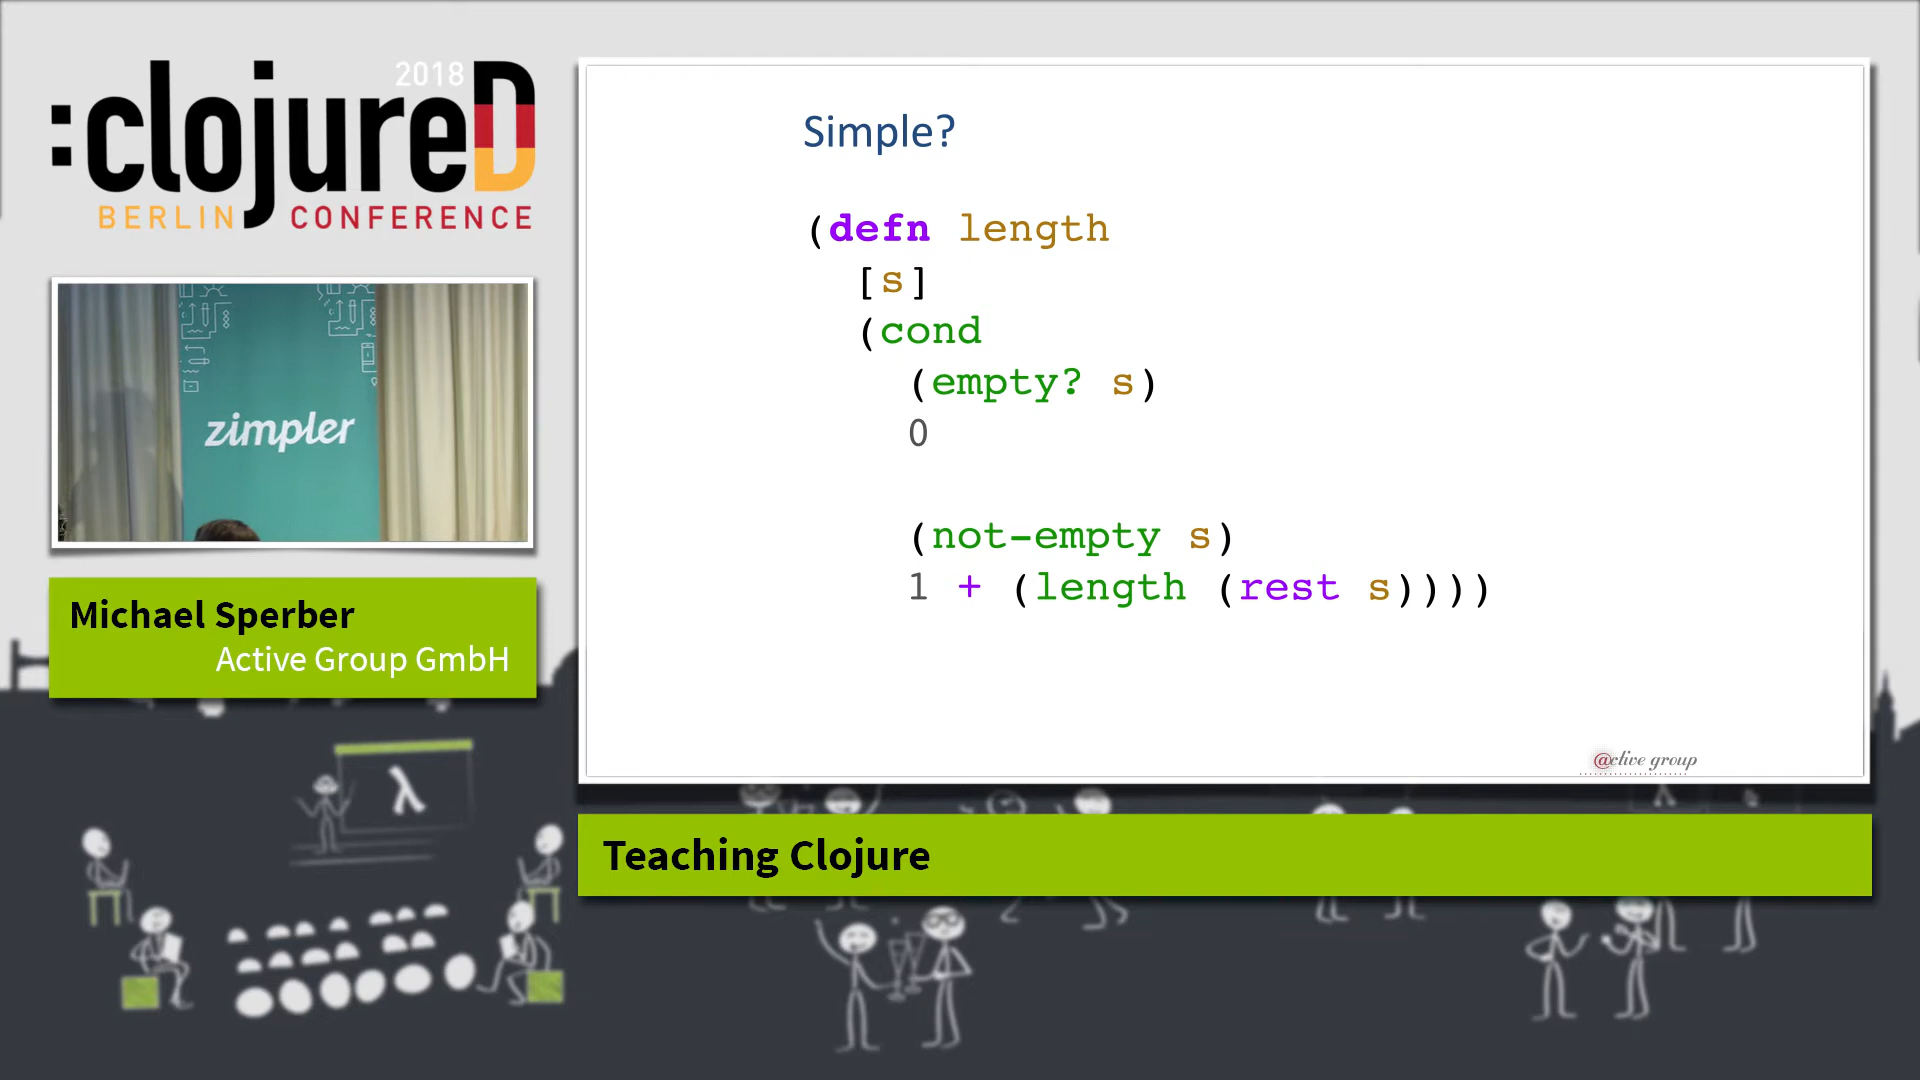 2018
:clojureD
BERLIN CONFERENCE
zimpler
Michael Sperber
Active Group GmbH
λ
Simple?
(defn length
[s]
(cond
(empty? s)
0
(not-empty s)
1 + (length (rest s))))
@ctive group
Teaching Clojure